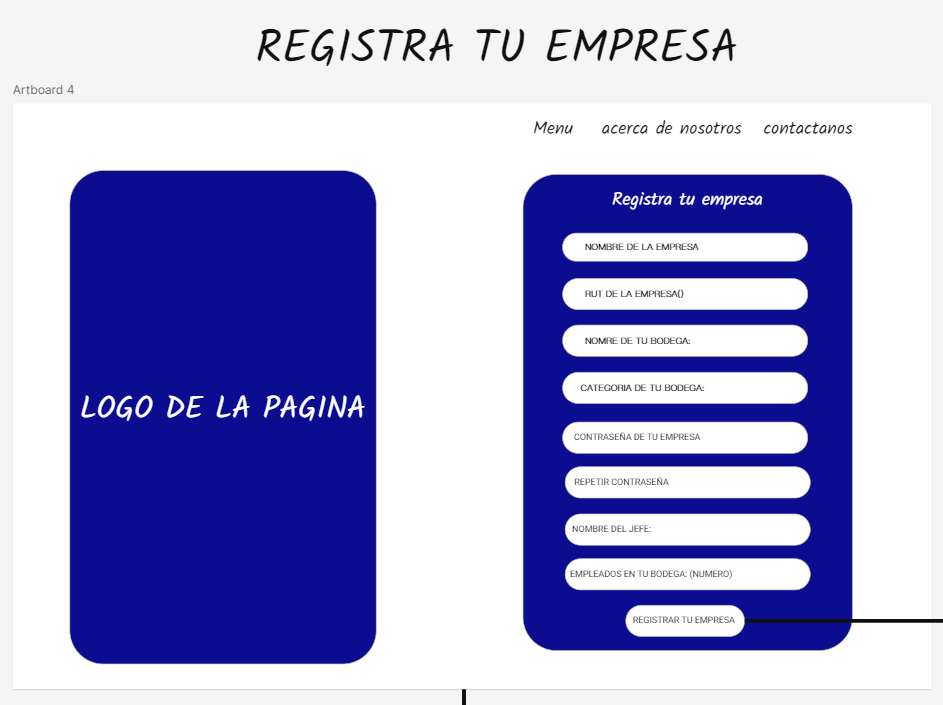 REGISTRA TU EMPRESA
Artboard 4
Menu acerca de nosotros contactanos
LOGO DE LA PAGINA
Registra tu empresa
NOMBRE DE LA EMPRESA
RUT DE LA EMPRESA()
NOMRE DE TU BODEGA:
CATEGORIA DE TU BODEGA:
CONTRASEÑA DE TU EMPRESA
REPETIR CONTRASEÑA
NOMBRE DEL JEFE:
EMPLEADOS EN TU BODEGA: (NUMERO)
REGISTRAR TU EMPRESA